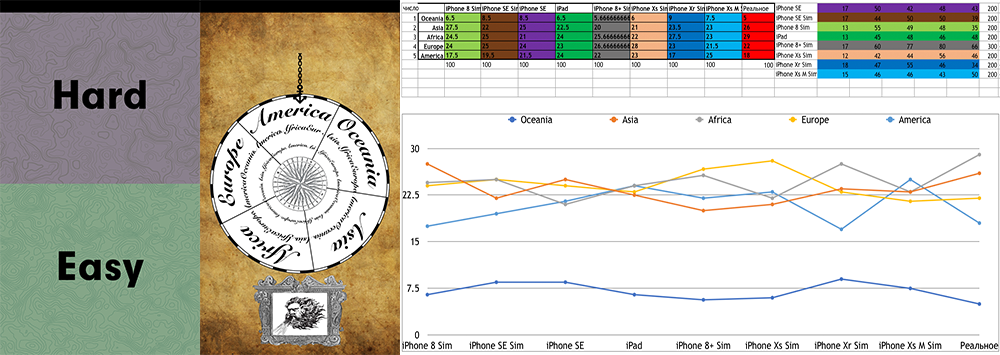 Hard
Easy
America
Oceania
Asia
Africa
Europe
число iPhone 8 Sim iPhone SE Sim iPhone SE iPad iPhone 8+ Sim iPhone Xs Sim iPhone Xr Sim iPhone Xs M Реальное
1 Oceania 6.5 8.5 8.5 6.5 5.666666666 6 9 7.5 5
2 Asia 27.5 22 25 22.5 20 21 23.5 23 26
3 Africa 24.5 25 21 24 25.66666666 22 27.5 23 29
4 Europe 24 25 24 23 26.66666666 28 23 21.5 22
5 America 17.5 19.5 21.5 24 22 23 17 25 18
100 100 100 100 100 100 100 100 100
iPhone SE 17 50 42 48 43 200
iPhone SE Sim 17 44 50 50 39 200
iPhone 8 Sim 13 55 49 48 35 200
iPad 13 45 48 46 48 200
iPhone 8+ Sim 17 60 77 80 66 300
iPhone Xs Sim 12 42 44 56 46 200
iPhone Xr Sim 18 47 55 46 34 200
iPhone Xs M Sim 15 46 46 43 50 200
Oceania Asia Africa Europe America
30
22.5
15
7.5
0
iPhone 8 Sim iPhone SE Sim iPhone SE iPad iPhone 8+ Sim iPhone Xs Sim iPhone Xr Sim iPhone Xs M Sim Реальное